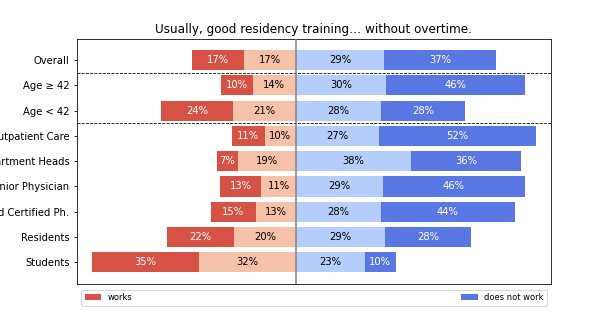 Usually, good residency training... without overtime.
Overall 17% 17% 29% 37%
Age ≥ 42 10% 14% 30% 46%
Age < 42 24% 21% 28% 28%
Care 11% 10% 27% 52%
Heads 7% 19% 38% 36%
Physician 13% 11% 29% 46%
Certified Ph. 15% 13% 28% 44%
Residents 22% 20% 29% 28%
Students 35% 32% 23% 10%
works does not work